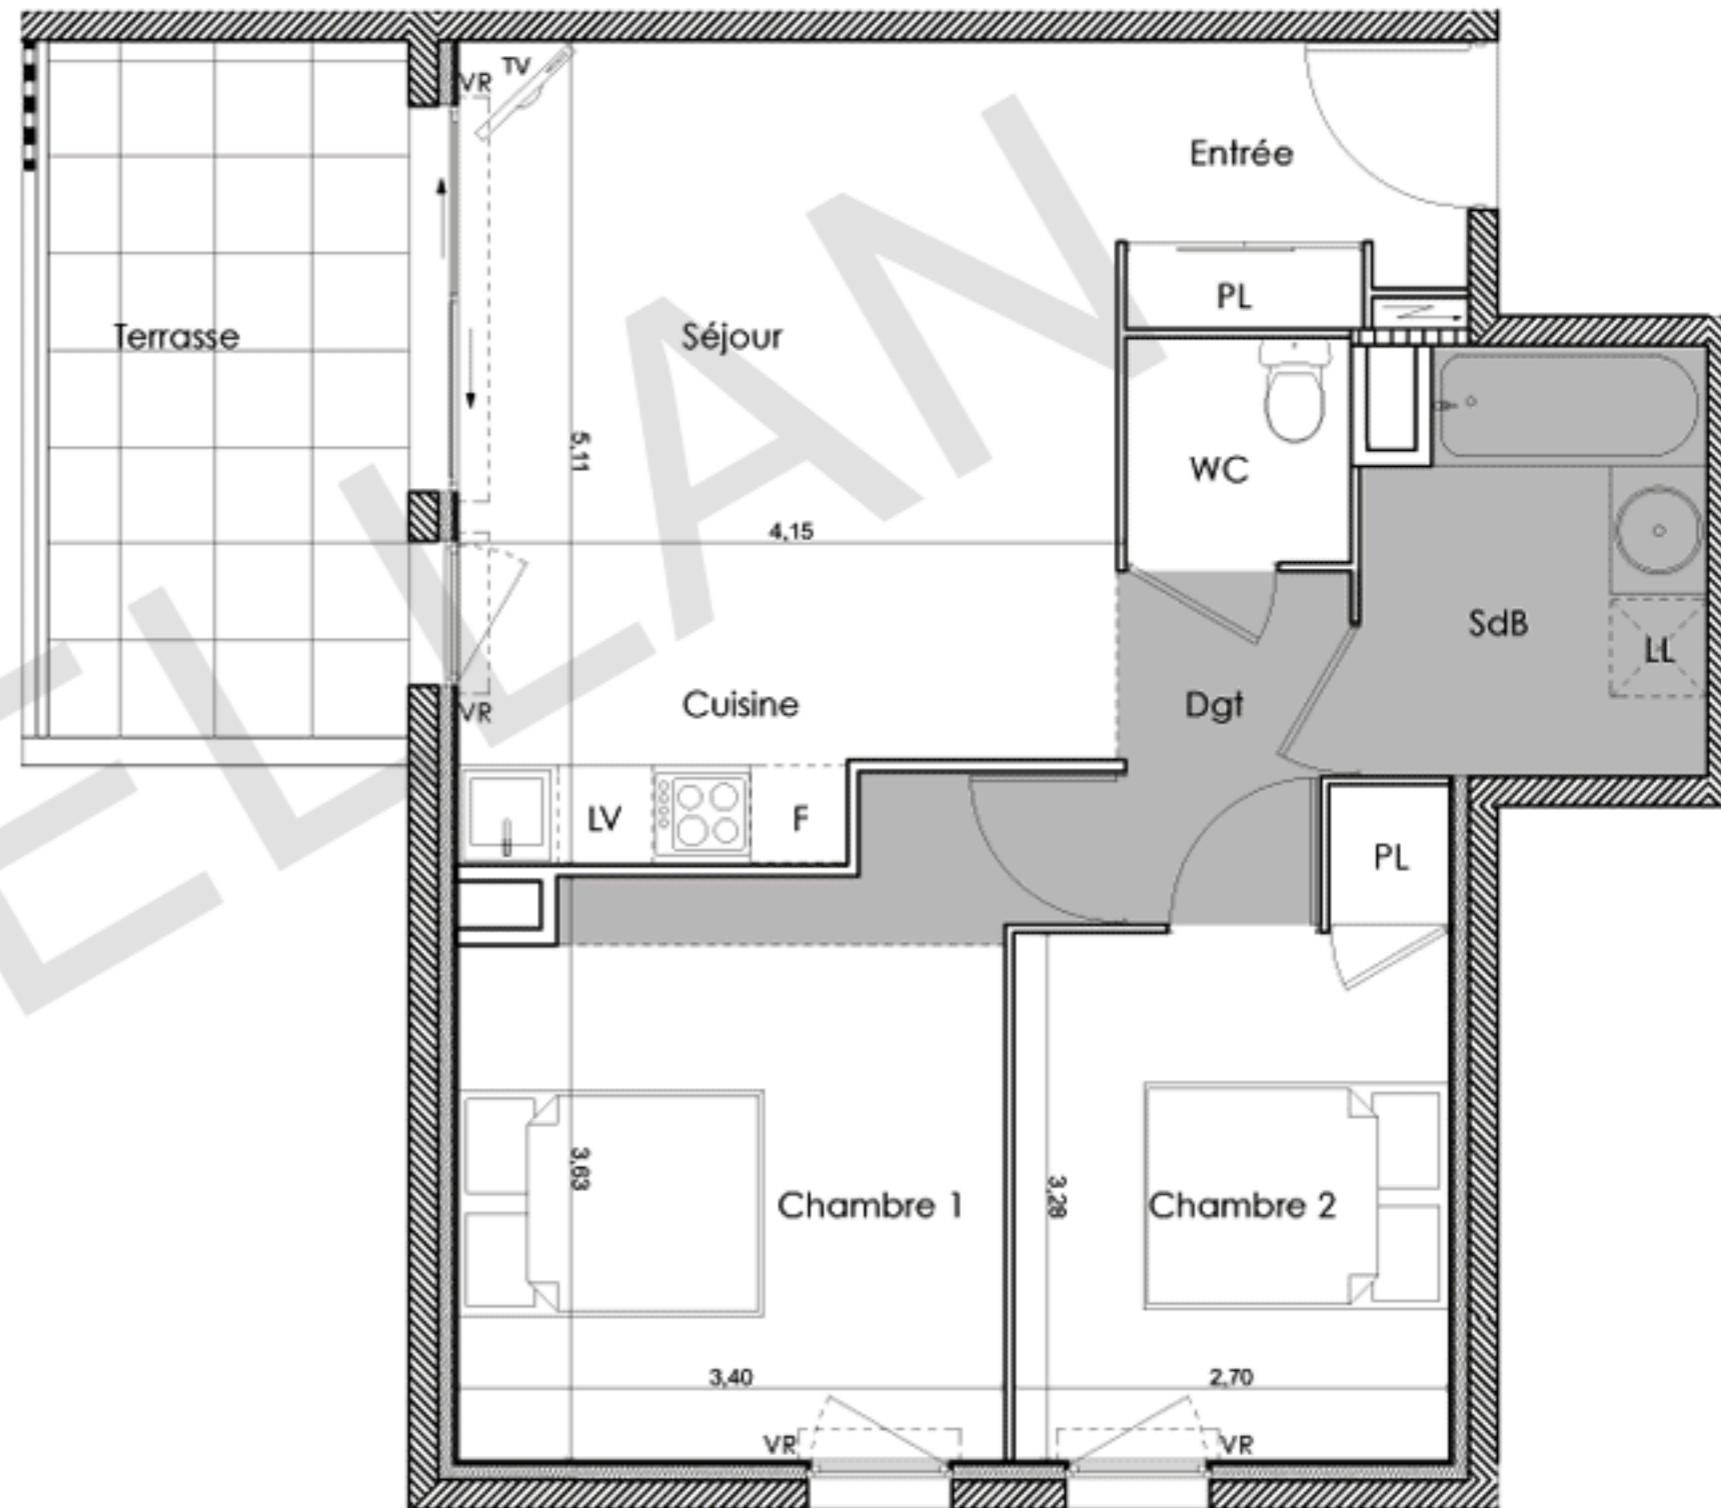 VR
TV
Entrée
PL
Terrasse
Séjour
5,11
WC
4,15
SdB
LL
Cuisine
Dgt
VR
LV
F
PL
ELLAN
3,63
Chambre 1
3,28
Chambre 2
3,40
2,70
VR
VR